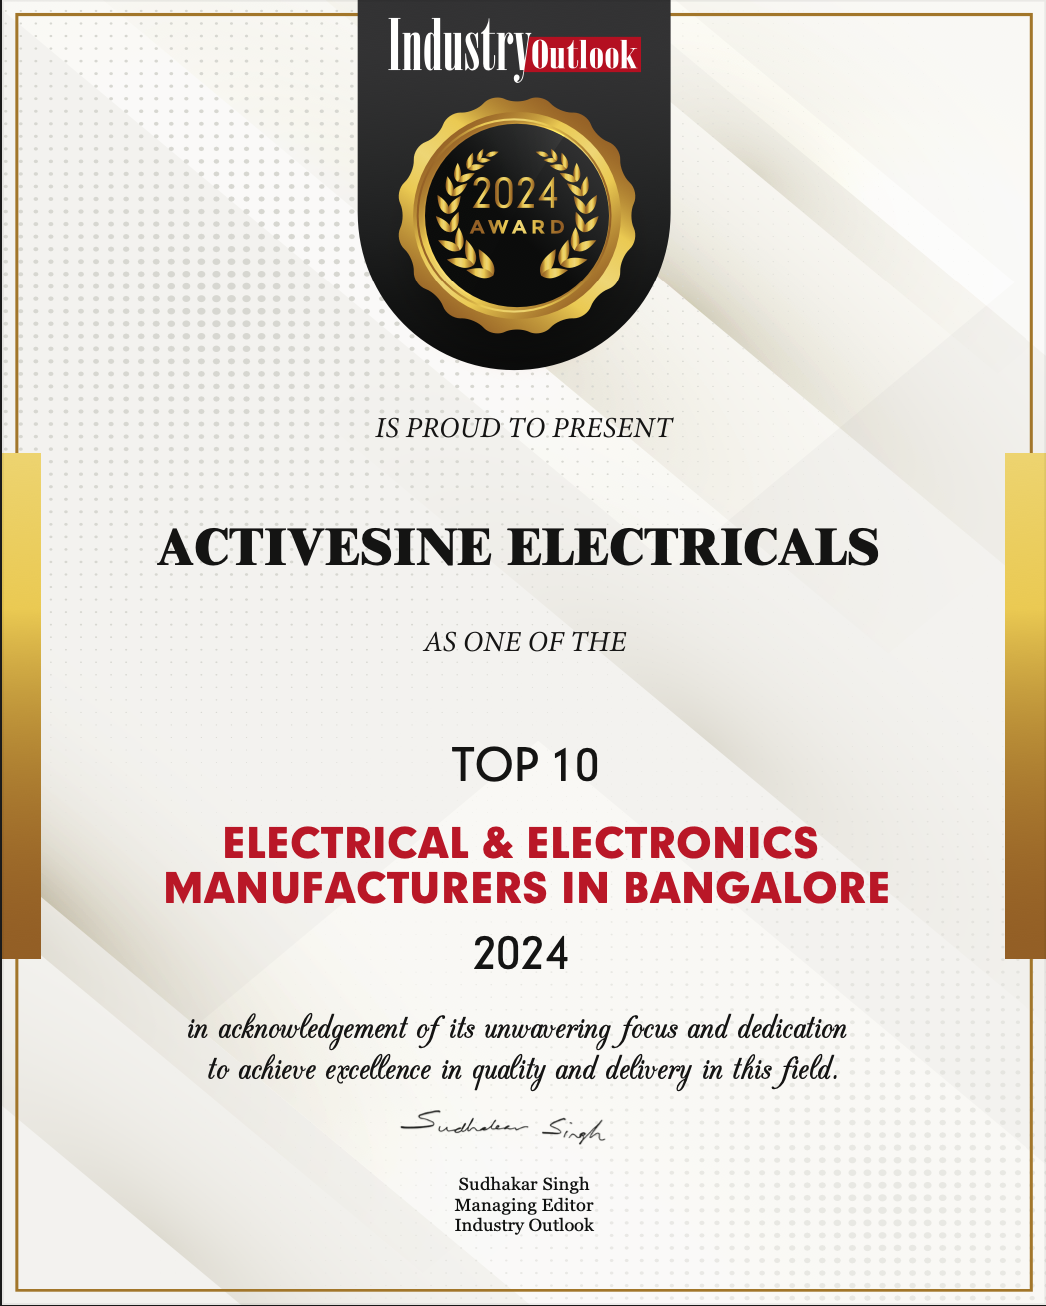 Industry Outlook
2024
AWARD
IS PROUD TO PRESENT
ACTIVESINE ELECTRICALS
AS ONE OF THE
TOP 10
ELECTRICAL & ELECTRONICS
MANUFACTURERS IN BANGALORE
2024
in acknowledgement of its unwavering focus and dedication
to achieve excellence in quality and delivery in this field.
Sudhakar Singh
Sudhakar Singh
Managing Editor
Industry Outlook